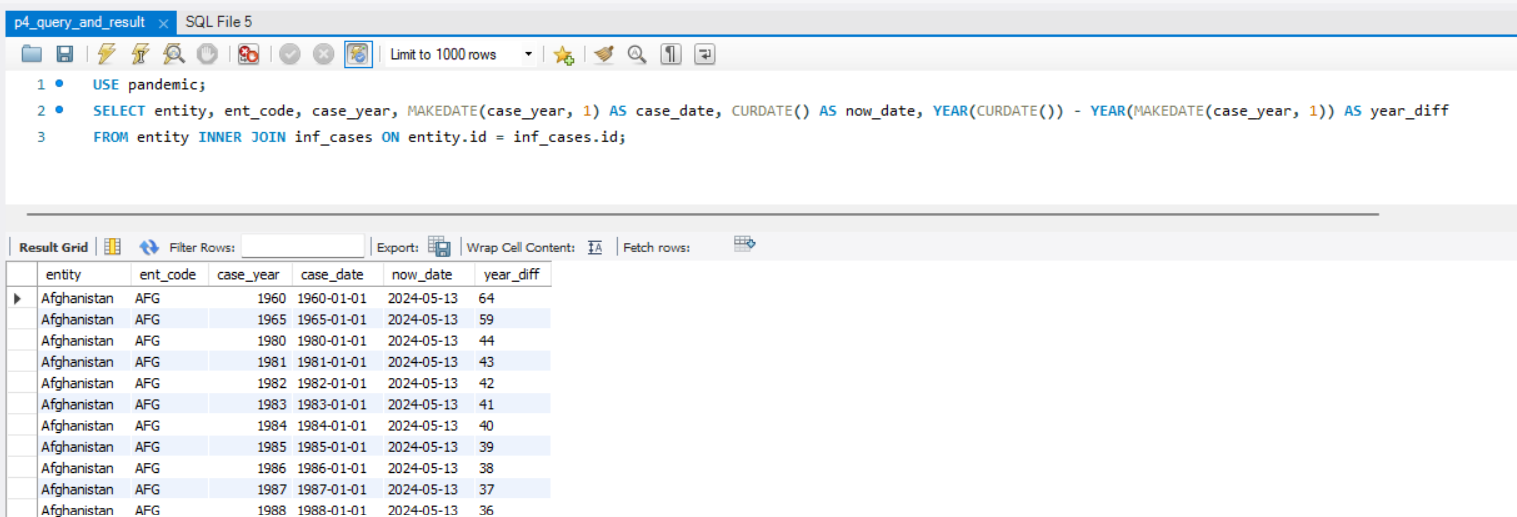 p4_query_and_result SQL File 5
Limit to 1000 rows
1 USE pandemic;
2 SELECT entity, ent_code, case_year, MAKEDATE(case_year, 1) AS case_date, CURDATE() AS now_date, YEAR(CURDATE()) - YEAR(MAKEDATE(case_year, 1)) AS year_diff
3 FROM entity INNER JOIN inf_cases ON entity.id = inf_cases.id;
Result Grid Filter Rows: Export: Wrap Cell Content: IA Fetch rows:
entity ent_code case_year case_date now_date year_diff
Afghanistan AFG 1960 1960-01-01 2024-05-13 64
Afghanistan AFG 1965 1965-01-01 2024-05-13 59
Afghanistan AFG 1980 1980-01-01 2024-05-13 44
Afghanistan AFG 1981 1981-01-01 2024-05-13 43
Afghanistan AFG 1982 1982-01-01 2024-05-13 42
Afghanistan AFG 1983 1983-01-01 2024-05-13 41
Afghanistan AFG 1984 1984-01-01 2024-05-13 40
Afghanistan AFG 1985 1985-01-01 2024-05-13 39
Afghanistan AFG 1986 1986-01-01 2024-05-13 38
Afghanistan AFG 1987 1987-01-01 2024-05-13 37
Afghanistan AFG 1988 1988-01-01 2024-05-13 36